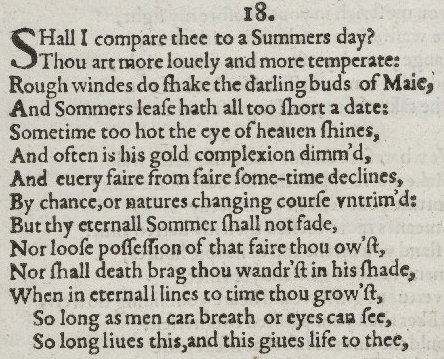 18.
SHall I compare thee to a Summers day?
Thou art more louely and more temperate:
Rough windes do ſhake the darling buds of Maie,
And Sommers leaſe hath all too ſhort a date:
Sometime too hot the eye of heauen ſhines,
And often is his gold complexion dimm'd,
And euery faire from faire ſome-time declines,
By chance,or natures changing courſe vntrim'd:
But thy eternall Sommer ſhall not fade,
Nor looſe poſſeſſion of that faire thou ow'ſt,
Nor ſhall death brag thou wandr'ſt in his ſhade,
When in eternall lines to time thou grow'ſt,
So long as men can breath or eyes can ſee,
So long liues this,and this giues life to thee,